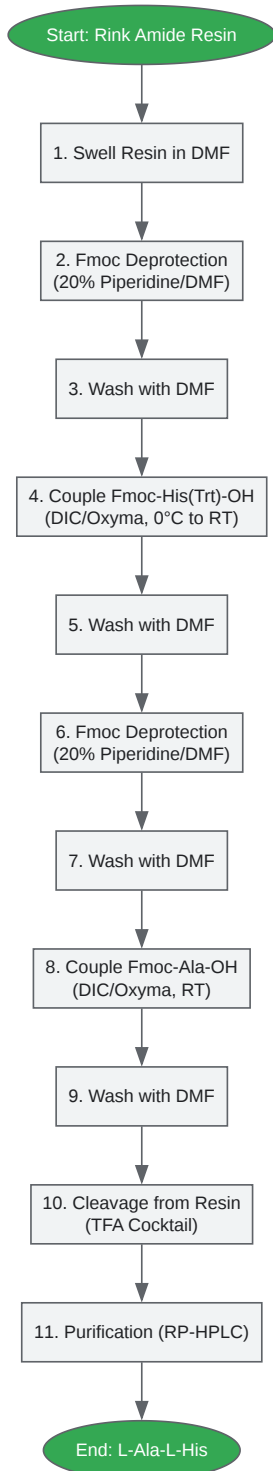 Start: Rink Amide Resin
1. Swell Resin in DMF
2. Fmoc Deprotection
(20% Piperidine/DMF)
3. Wash with DMF
4. Couple Fmoc-His(Trt)-OH
(DIC/Oxyma, 0°C to RT)
5. Wash with DMF
6. Fmoc Deprotection
(20% Piperidine/DMF)
7. Wash with DMF
8. Couple Fmoc-Ala-OH
(DIC/Oxyma, RT)
9. Wash with DMF
10. Cleavage from Resin
(TFA Cocktail)
11. Purification (RP-HPLC)
End: L-Ala-L-His